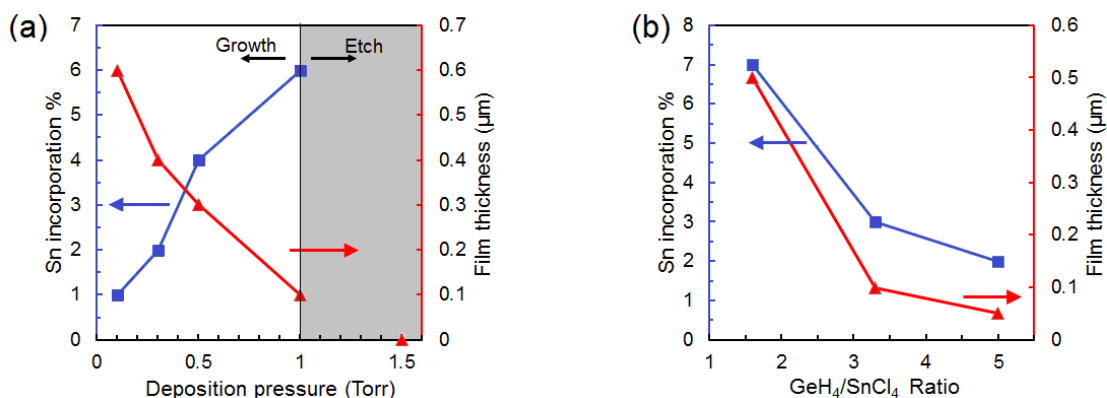 (a)
Growth
Etch
Sn incorporation %
7
6
5
4
3
2
1
0
0.7
0.6
0.5
0.4
0.3
0.2
0.1
0
Film thickness (µm)
0 0.5 1 1.5
Deposition pressure (Torr)
(b)
Sn incorporation %
8
7
6
5
4
3
2
1
0
0.6
0.5
0.4
0.3
0.2
0.1
0
Film thickness (µm)
1 2 3 4 5
GeH₄/SnCl₄ Ratio